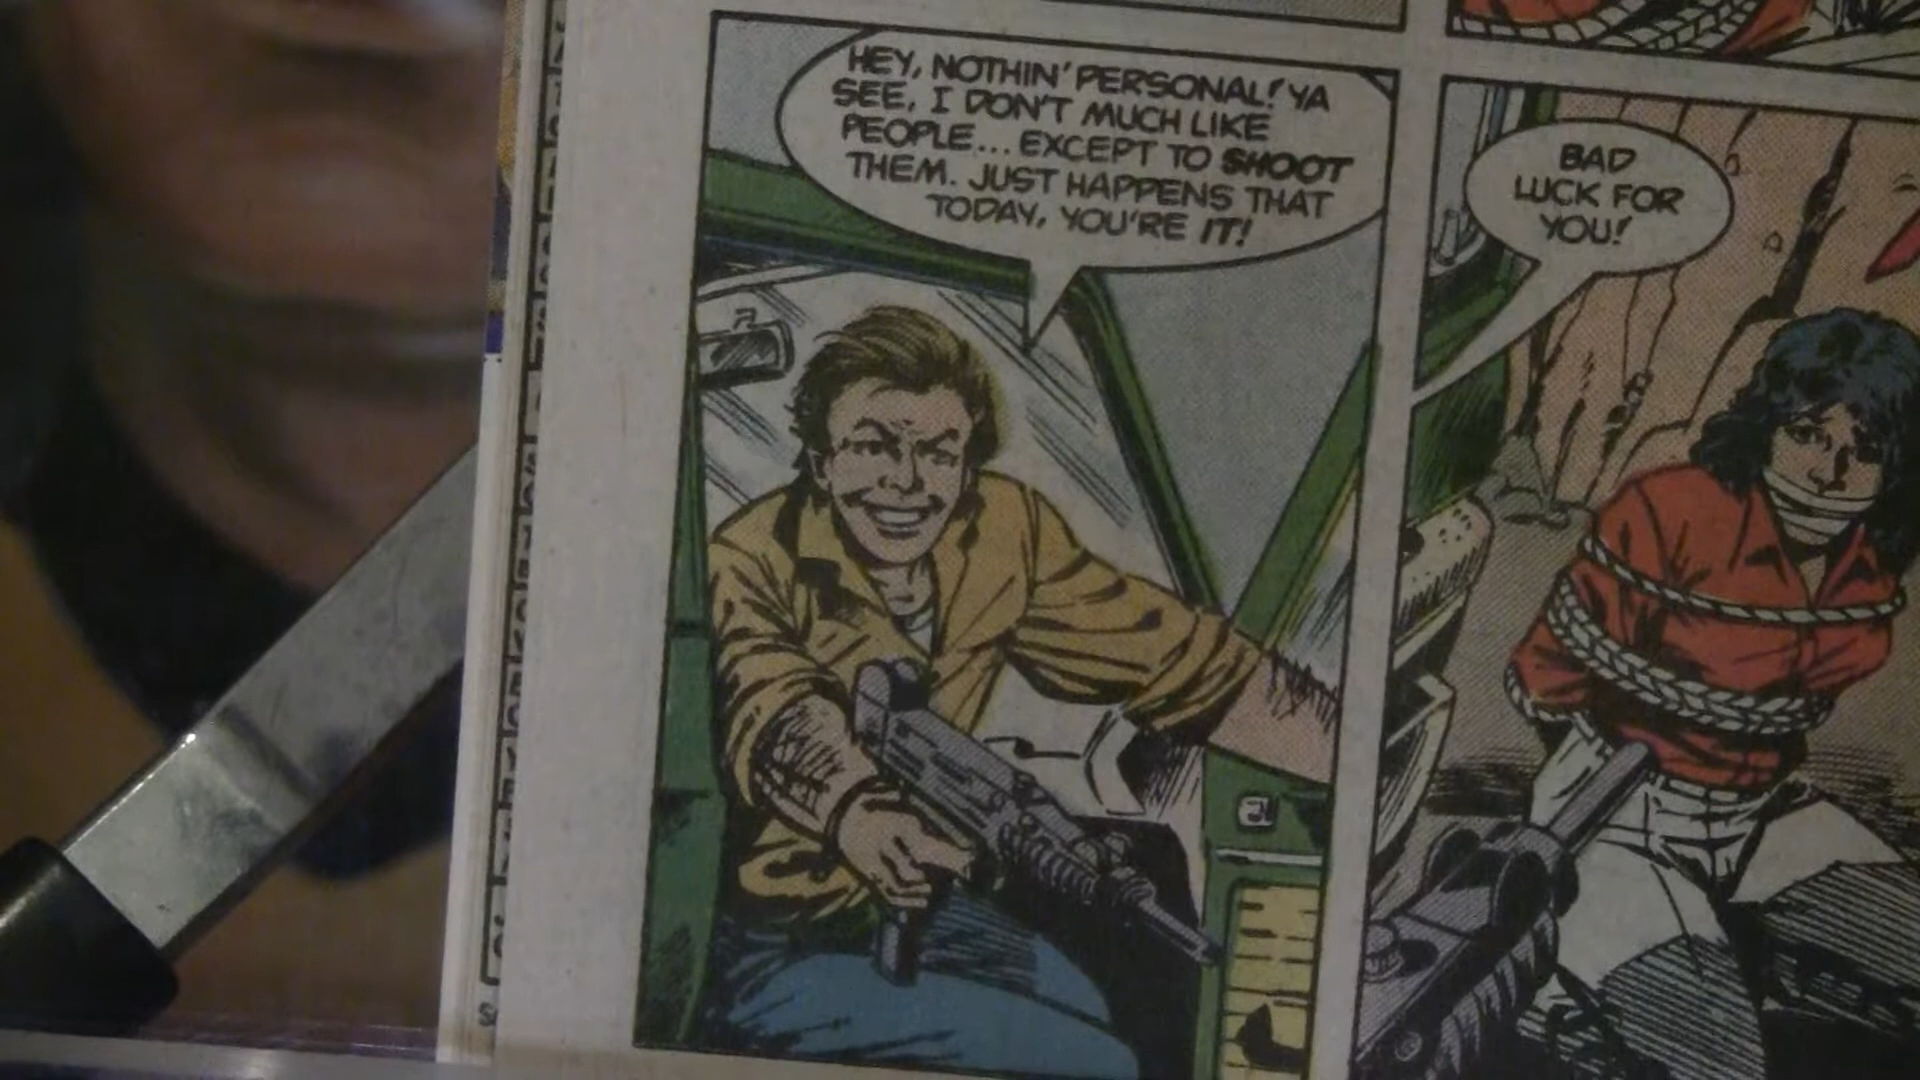 HEY, NOTHIN' PERSONAL! YA
SEE, I DON'T MUCH LIKE
PEOPLE... EXCEPT TO SHOOT
THEM. JUST HAPPENS THAT
TODAY, YOU'RE IT!
BAD
LUCK FOR
YOU!